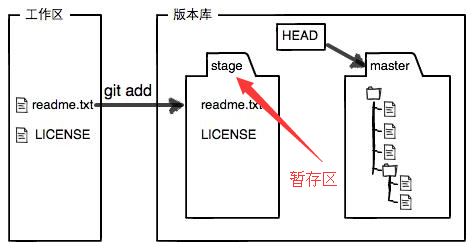 工作区
版本库
HEAD
stage
master
git add
readme.txt
readme.txt
LICENSE
LICENSE
暂存区